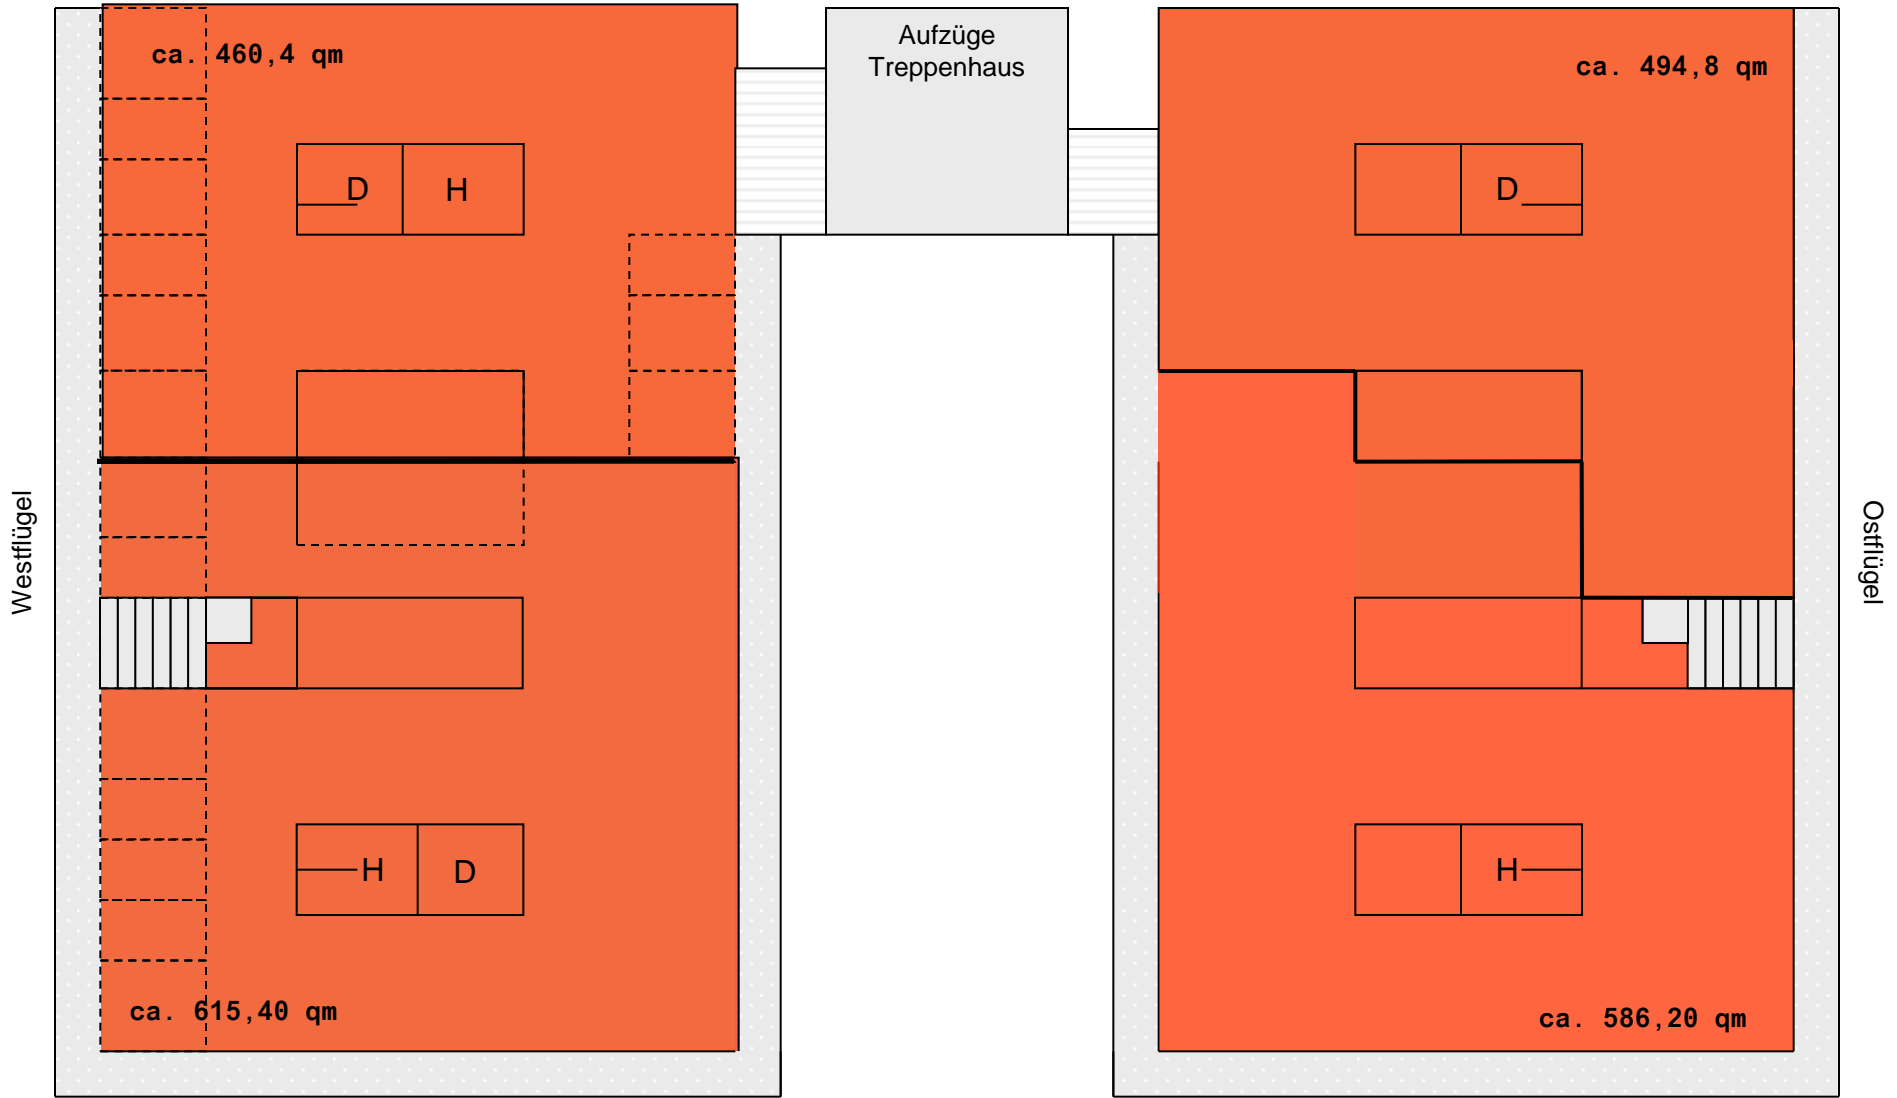 Aufzüge
Treppenhaus
ca. 460,4 qm
ca. 494,8 qm
D
H
D
Westflügel
Ostflügel
H
D
H
ca. 615,40 qm
ca. 586,20 qm